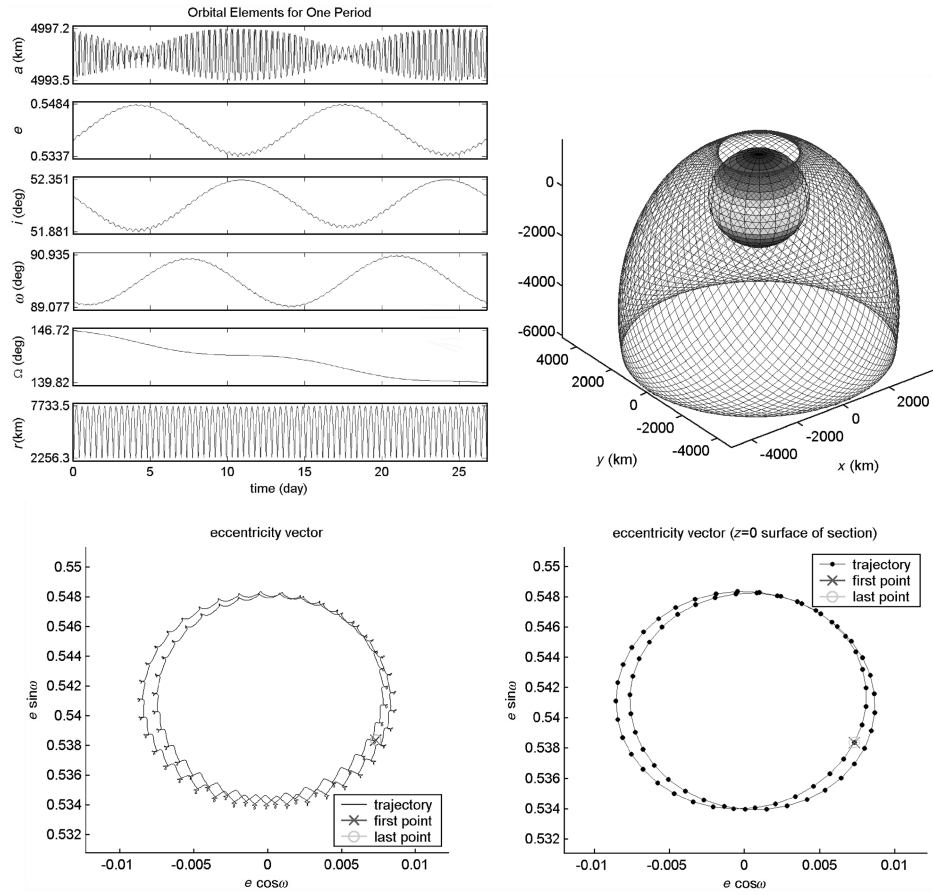 Orbital Elements for One Period
4997.2
a (km)
4993.5
0.5484
e
0.5337
52.351
i (deg)
51.881
90.935
ω (deg)
89.077
146.72
Ω (deg)
139.82
7733.5
r(km)
2256.3
0 5 10 15 20 25
time (day)
0
-2000
-4000
-6000
4000
2000
0
-2000
-4000
y (km)
2000
0
-2000
-4000
x (km)
eccentricity vector
0.55
0.548
0.546
0.544
0.542
0.54
0.538
0.536
0.534
0.532
e sinω
trajectory
first point
last point
-0.01 -0.005 0 0.005 0.01
e cosω
eccentricity vector (z=0 surface of section)
0.55
0.548
0.546
0.544
0.542
0.54
0.538
0.536
0.534
0.532
e sinω
trajectory
first point
last point
-0.01 -0.005 0 0.005 0.01
e cosω